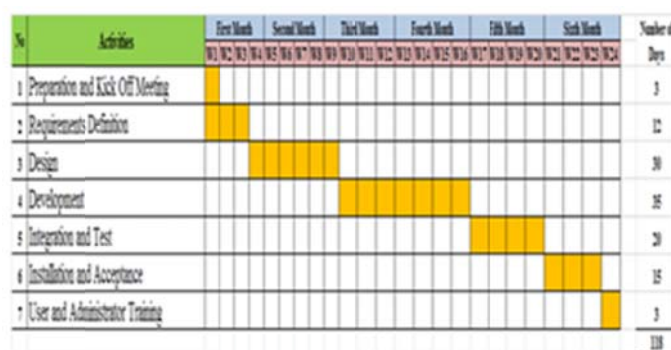 No Activities First Month Second Month Third Month Fourth Month Fifth Month Sixth Month Number of Days
W1 W2 W3 W4 W5 W6 W7 W8 W9 W10 W11 W12 W13 W14 W15 W16 W17 W18 W19 W20 W21 W22 W23 W24
1 Preparation and Kick Off Meeting 3
2 Requirements Definition 12
3 Design 30
4 Development 35
5 Integration and Test 20
6 Installation and Acceptance 15
7 User and Administrator Training 3
118